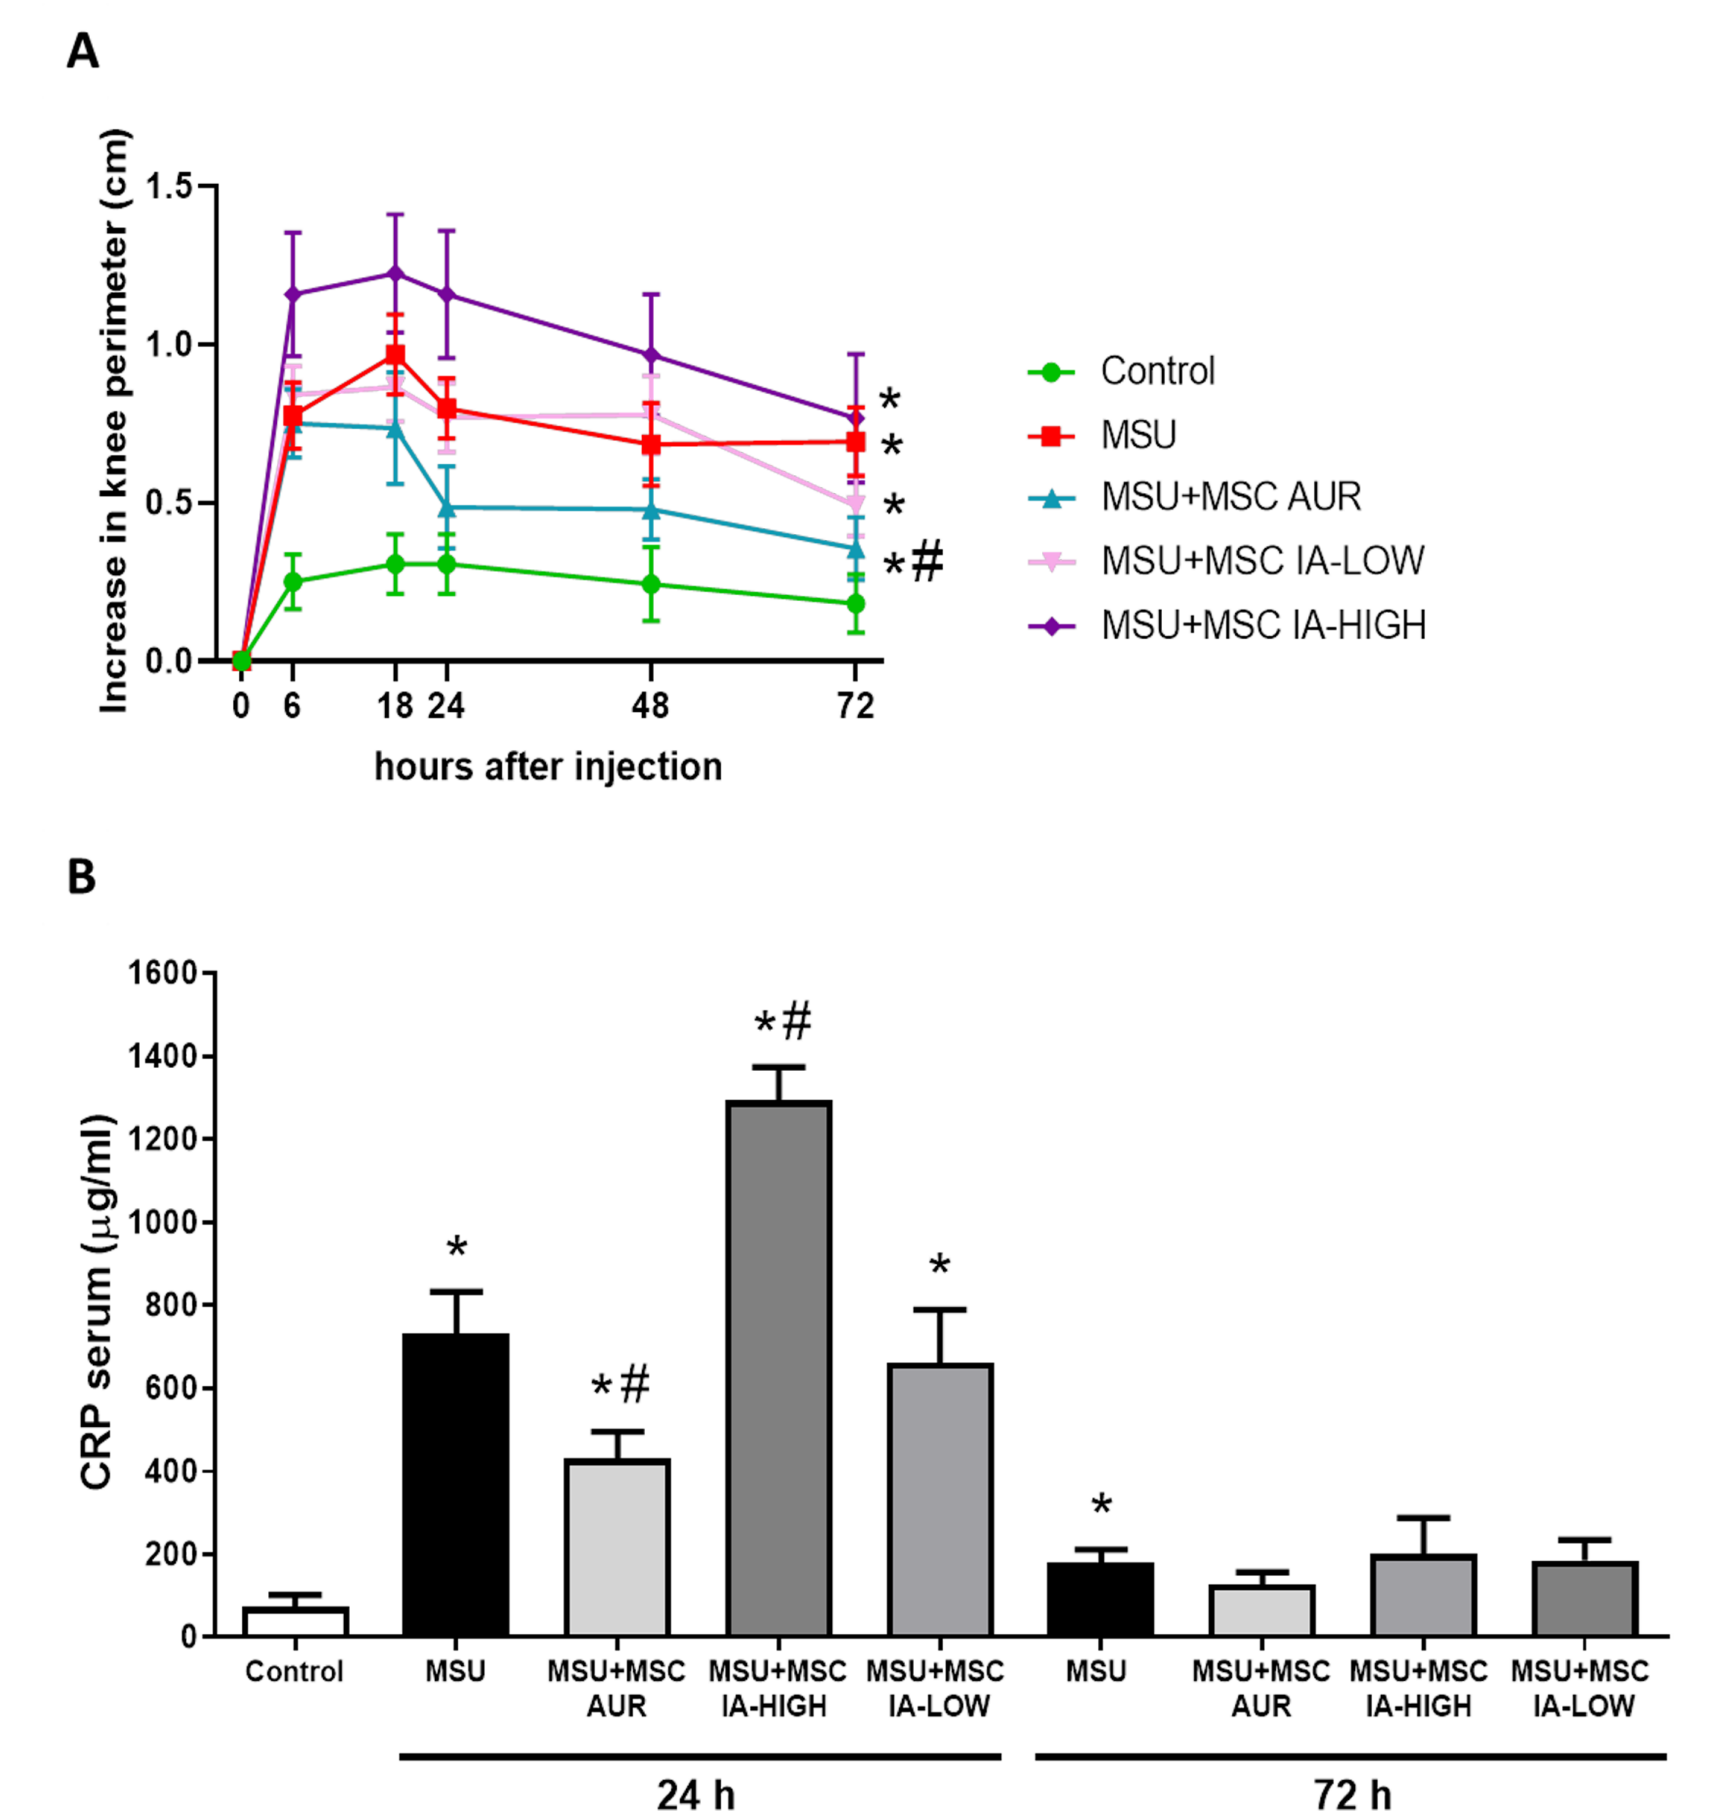 A
Increase in knee perimeter (cm)
1.5
1.0
0.5
0.0
0 6 18 24 48 72
hours after injection
*
*
*
*#
Control
MSU
MSU+MSC AUR
MSU+MSC IA-LOW
MSU+MSC IA-HIGH
B
CRP serum (µg/ml)
1600
1400
1200
1000
800
600
400
200
0
*
*#
*#
*
*
Control MSU MSU+MSC MSU+MSC MSU+MSC MSU MSU+MSC MSU+MSC MSU+MSC
AUR IA-HIGH IA-LOW AUR IA-HIGH IA-LOW
24 h 72 h